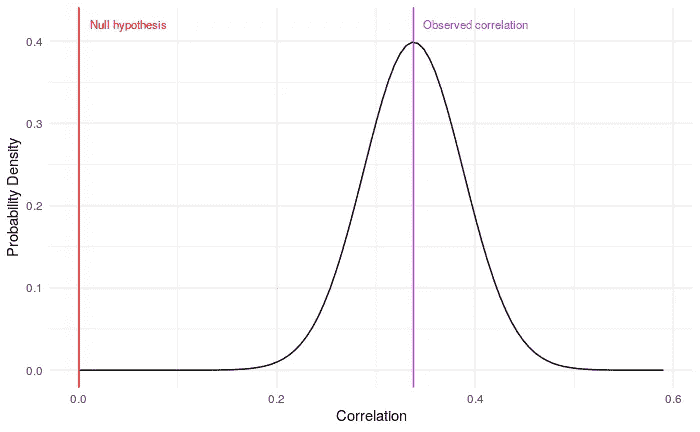 Null hypothesis
Observed correlation
0.4
0.3
0.2
0.1
0.0
Probability Density
0.0
0.2
0.4
0.6
Correlation